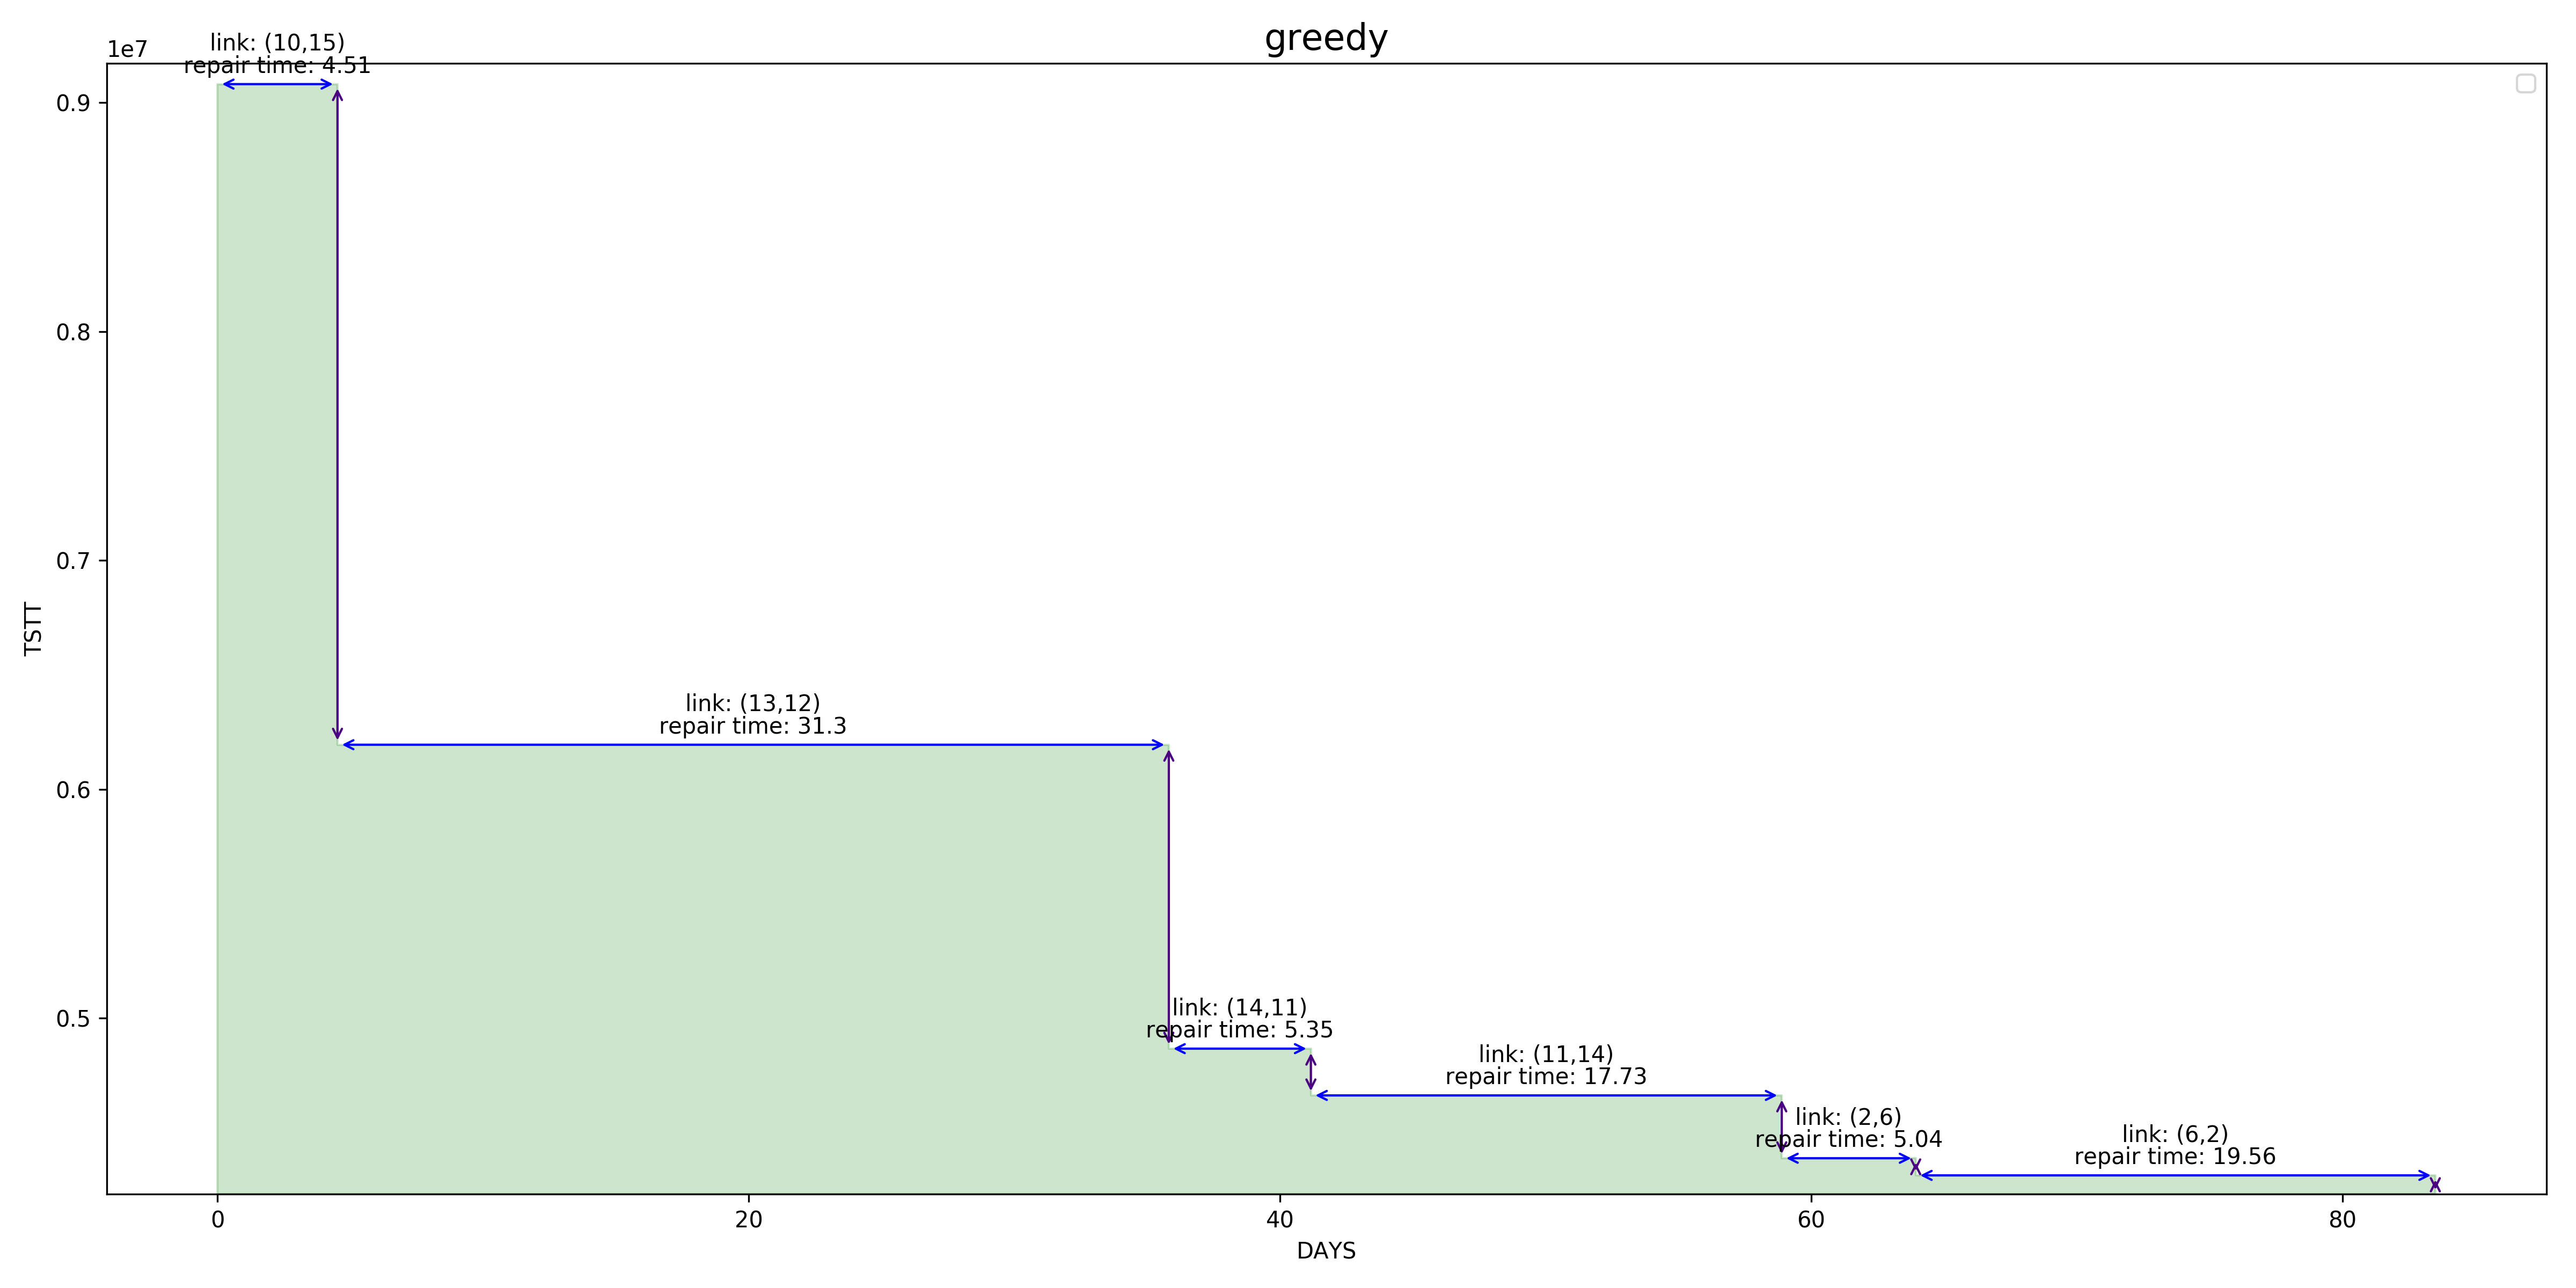 greedy
1e7
link: (10,15)
repair time: 4.51
0.9
0.8
0.7
link: (13,12)
repair time: 31.3
0.6
link: (14,11)
repair time: 5.35
0.5
link: (11,14)
repair time: 17.73
link: (2,6)
repair time: 5.04
link: (6,2)
repair time: 19.56
TSTT
0
20
40
60
80
DAYS